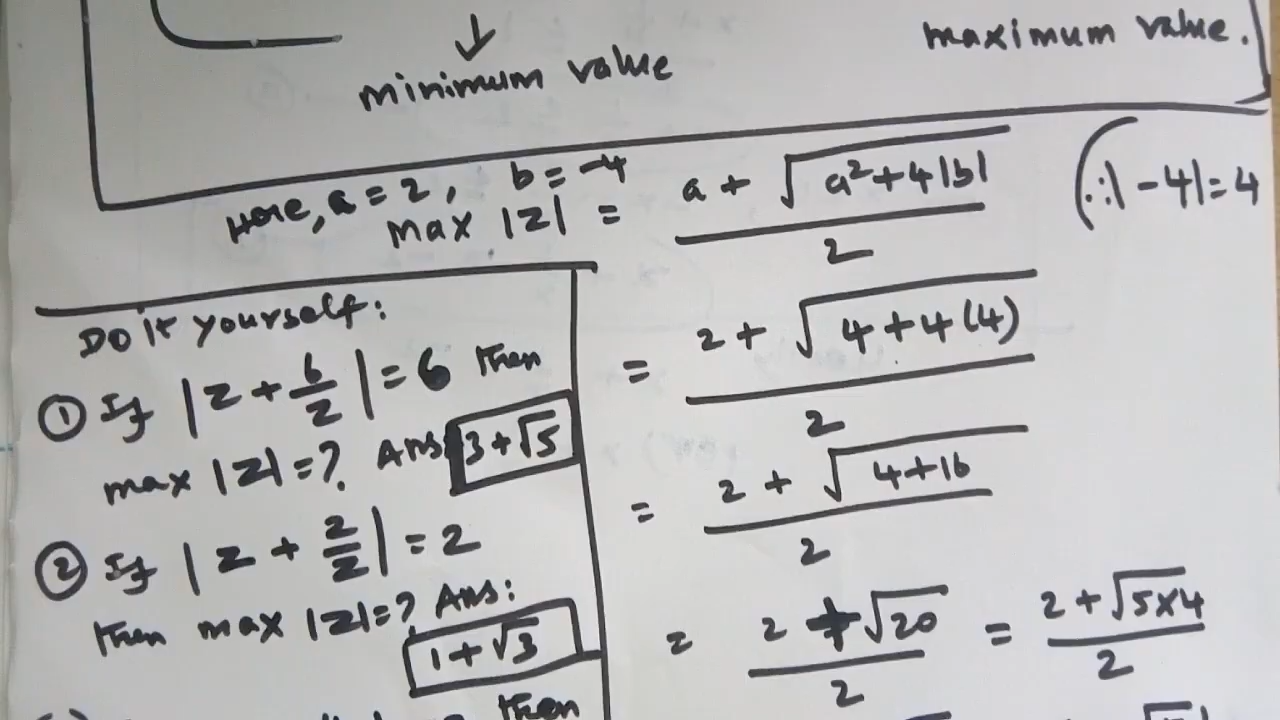 minimum value
maximum value.
Here, a = 2, b = -4
max |z| = a + √a²+4|b| / 2 (∵|-4|=4
= 2 + √4+4(4) / 2
= 2 + √4+16 / 2
= 2 + √20 / 2 = 2 + √5×4 / 2
Do it yourself:
① If |z + 6/z| = 6 then
max |z| = ? Ans 3+√5
② If |z + 2/z| = 2
then max |z| = ? Ans:
1+√3
then